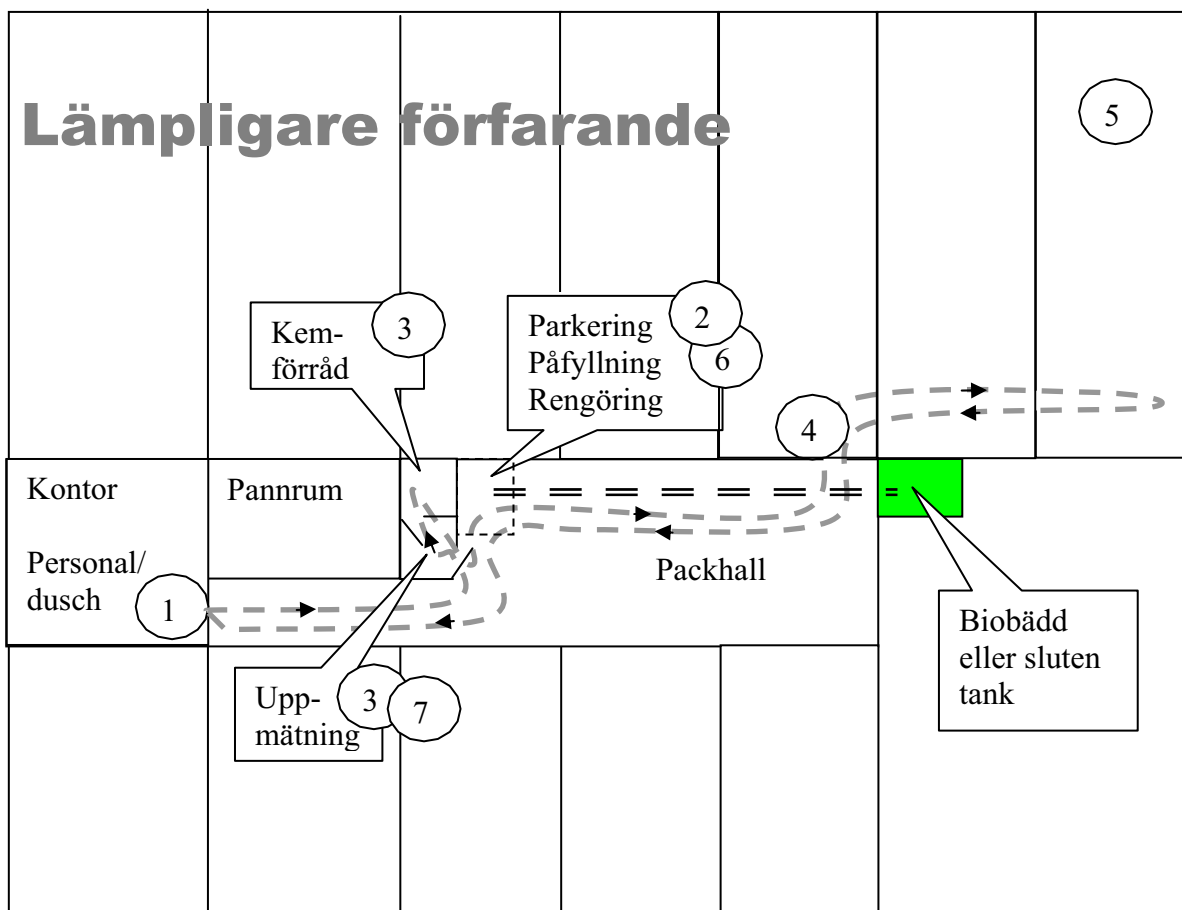 Lämpligare förfarande
5
Kem-
förråd
3
Parkering
Påfyllning
Rengöring
2
6
4
Kontor
Personal/
dusch
1
Pannrum
Packhall
Upp-
mätning
3
7
Biobädd
eller sluten
tank